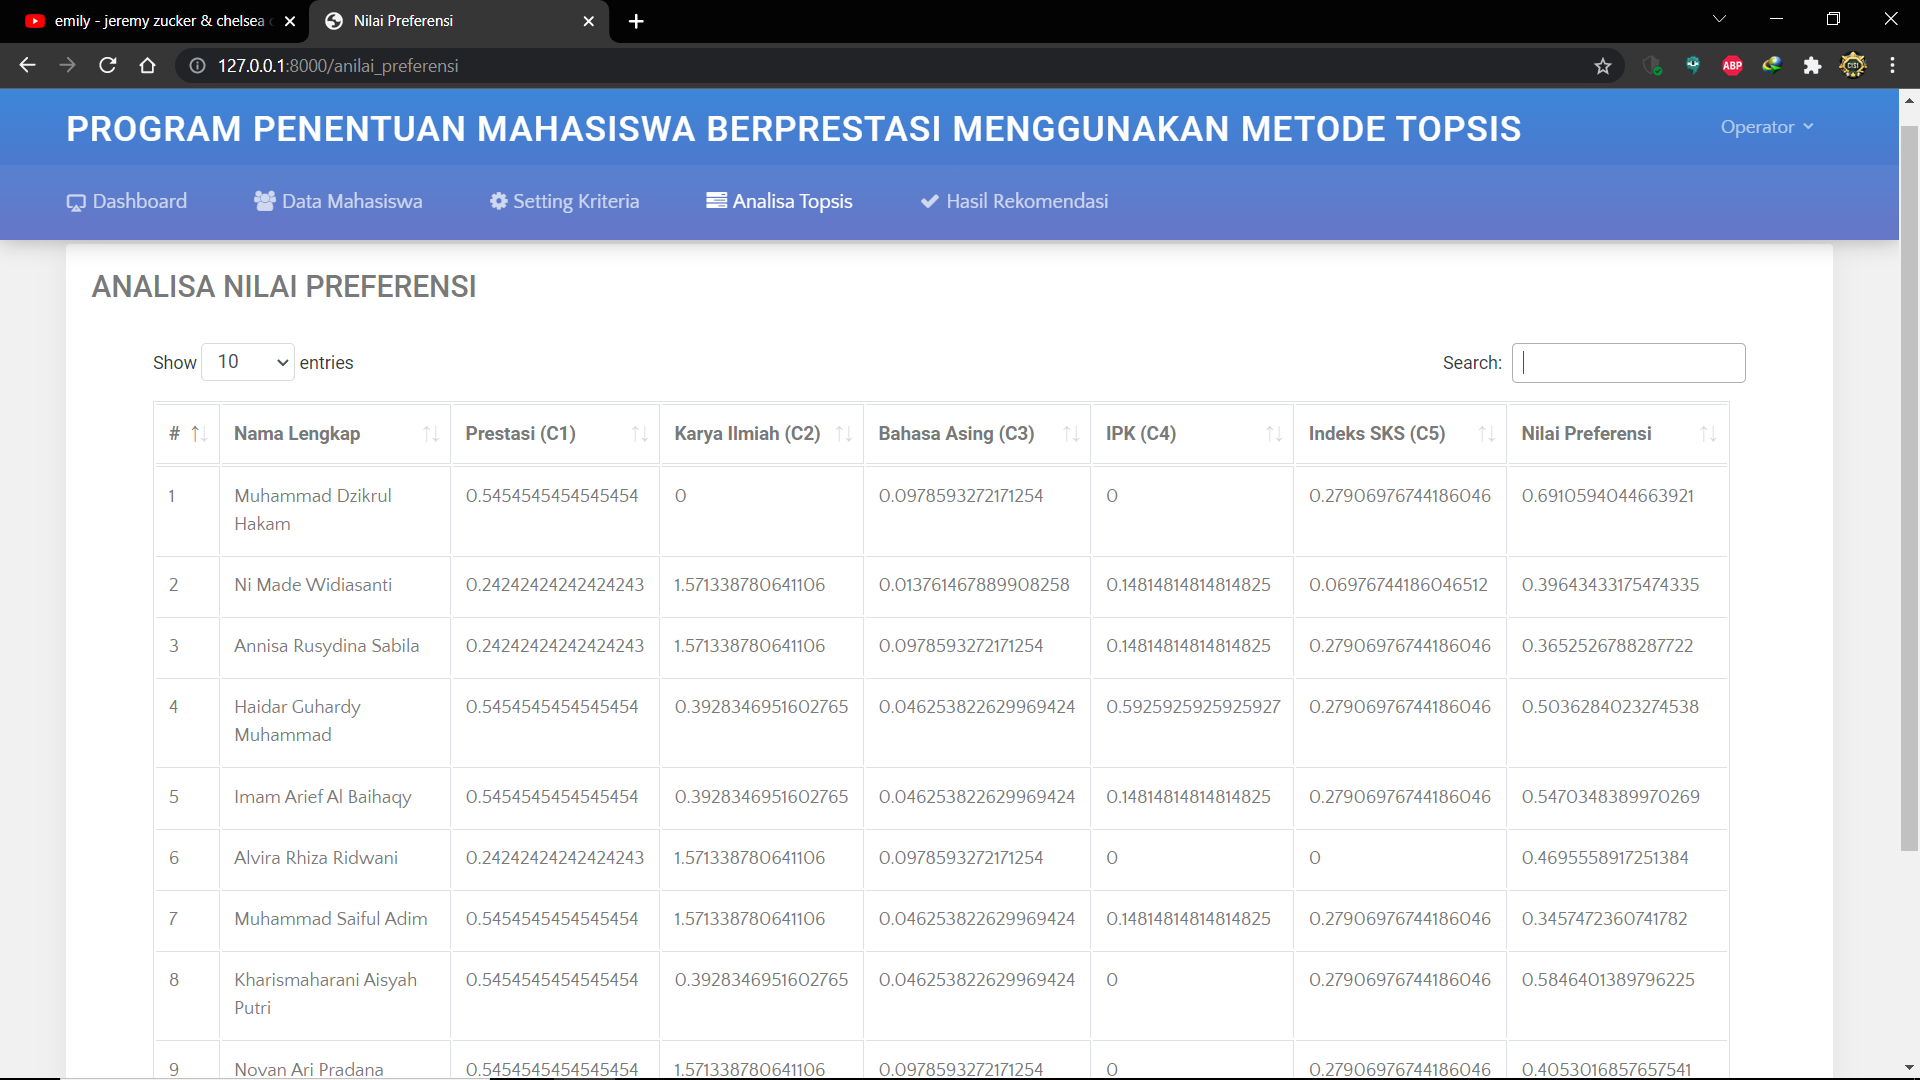 emily - jeremy zucker & chelsea
Nilai Preferensi
127.0.0.1:8000/anilai_preferensi
ABP
PROGRAM PENENTUAN MAHASISWA BERPRESTASI MENGGUNAKAN METODE TOPSIS
Operator
Dashboard Data Mahasiswa Setting Kriteria Analisa Topsis Hasil Rekomendasi
ANALISA NILAI PREFERENSI
Show 10 entries Search:
# Nama Lengkap Prestasi (C1) Karya Ilmiah (C2) Bahasa Asing (C3) IPK (C4) Indeks SKS (C5) Nilai Preferensi
1 Muhammad Dzikrul 0.5454545454545454 0 0.0978593272171254 0 0.27906976744186046 0.6910594044663921
Hakam
2 Ni Made Widiasanti 0.24242424242424243 1.571338780641106 0.013761467889908258 0.14814814814814825 0.06976744186046512 0.39643433175474335
3 Annisa Rusydina Sabila 0.24242424242424243 1.571338780641106 0.0978593272171254 0.14814814814814825 0.27906976744186046 0.3652526788287722
4 Haidar Guhardy 0.5454545454545454 0.3928346951602765 0.046253822629969424 0.5925925925925927 0.27906976744186046 0.5036284023274538
Muhammad
5 Imam Arief Al Baihaqy 0.5454545454545454 0.3928346951602765 0.046253822629969424 0.14814814814814825 0.27906976744186046 0.5470348389970269
6 Alvira Rhiza Ridwani 0.24242424242424243 1.571338780641106 0.0978593272171254 0 0 0.4695558917251384
7 Muhammad Saiful Adim 0.5454545454545454 1.571338780641106 0.046253822629969424 0.14814814814814825 0.27906976744186046 0.3457472360741782
8 Kharismaharani Aisyah 0.5454545454545454 0.3928346951602765 0.046253822629969424 0 0.27906976744186046 0.5846401389796225
Putri
9 Novan Ari Pradana 0.5454545454545454 1.571338780641106 0.0978593272171254 0 0.27906976744186046 0.4053016857657541